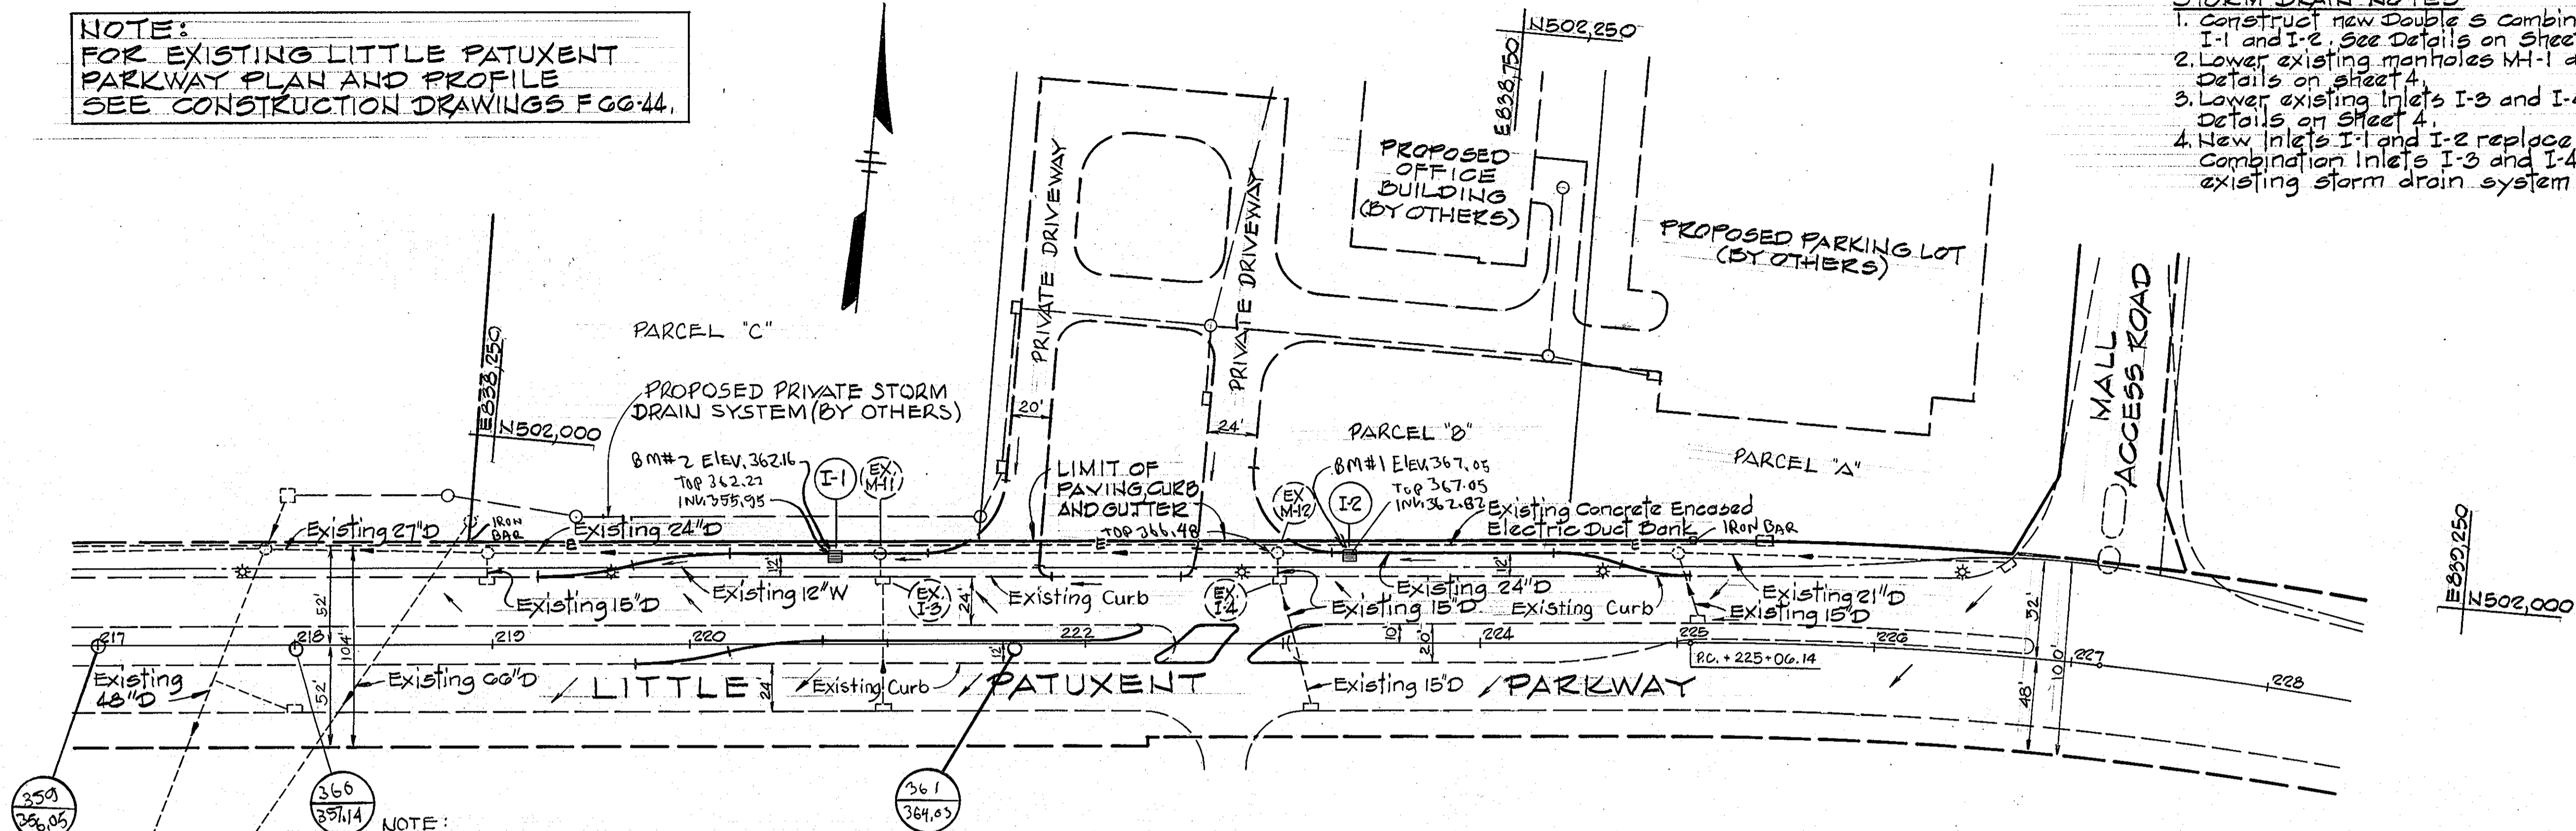 NOTE:
FOR EXISTING LITTLE PATUXENT
PARKWAY PLAN AND PROFILE
SEE CONSTRUCTION DRAWINGS F66-44.
STORM DRAIN NOTES
1. Construct new Double S Combin
I-1 and I-2. See Details on Sheet
2. Lower existing manholes MH-1
Details on sheet 4.
3. Lower existing Inlets I-3 and I-4
Details on Sheet 4.
4. New Inlets I-1 and I-2 replace
Combination Inlets I-3 and I-4
existing storm drain system
N502,250
E838,750
PROPOSED
OFFICE
BUILDING
(BY OTHERS)
PROPOSED PARKING LOT
(BY OTHERS)
PRIVATE DRIVEWAY
PRIVATE DRIVEWAY
MALL
ACCESS ROAD
PARCEL "C"
E838,250
N502,000
PROPOSED PRIVATE STORM
DRAIN SYSTEM (BY OTHERS)
20'
24'
PARCEL "B"
PARCEL "A"
BM#2 ELEV. 362.16
TOP 362.27
INV. 355.95
I-1
EX.
M-11
LIMIT OF
PAVING, CURB
AND GUTTER
TOP 366.48
EX
M-12
BM#1 ELEV. 367.05
TOP 367.05
INV. 362.82
I-2
Existing Concrete Encased
Electric Duct Bank
IRON BAR
E839,250
N502,000
Existing 27"D
IRON
BAR
Existing 24"D
E
E
E
12'
12'
Existing 15"D
Existing 12"W
EX.
I-3
24'
Existing Curb
EX.
I-4
Existing 15"D
Existing 24"D
Existing Curb
Existing 21"D
Existing 15"D
52'
104'
52'
52'
100'
48'
217
218
219
220
222
224
225
226
227
228
12'
10'
20'
P.C. + 225+06.14
Existing
48"D
Existing 66"D
24'
Existing Curb
LITTLE PATUXENT PARKWAY
Existing 15"D
359
356.05
360
357.14
361
364.03
NOTE: